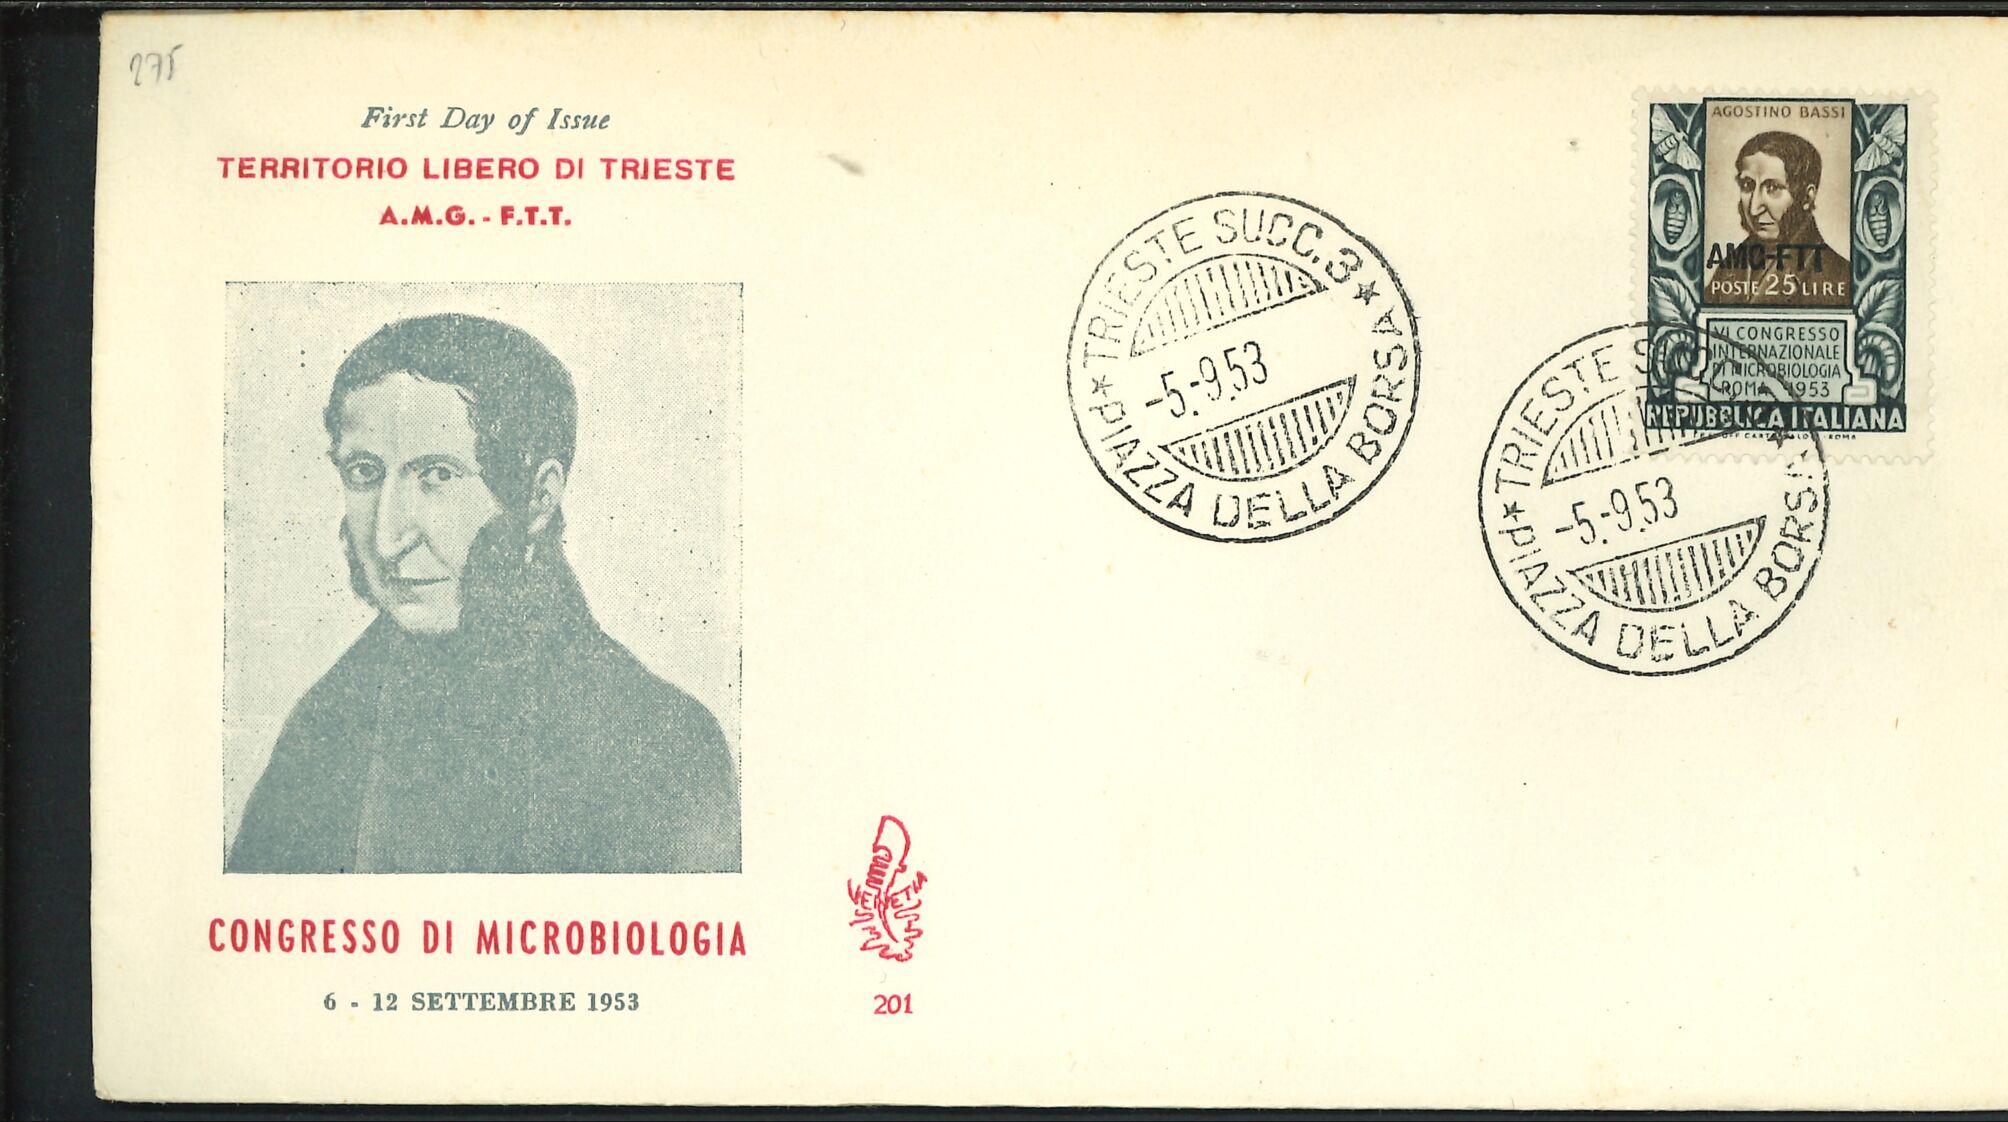 275
First Day of Issue
TERRITORIO LIBERO DI TRIESTE
A.M.G. - F.T.T.
CONGRESSO DI MICROBIOLOGIA
6 - 12 SETTEMBRE 1953
VENETIA
201
TRIESTE SUCC. 3
-5.-9.53
*PIAZZA DELLA BORSA*
AGOSTINO BASSI
AMG-FTT
POSTE 25 LIRE
VI CONGRESSO
INTERNAZIONALE
DI MICROBIOLOGIA
ROMA 1953
REPUBBLICA ITALIANA
TRIESTE SUCC.
-5.-9.53
*PIAZZA DELLA BORSA*